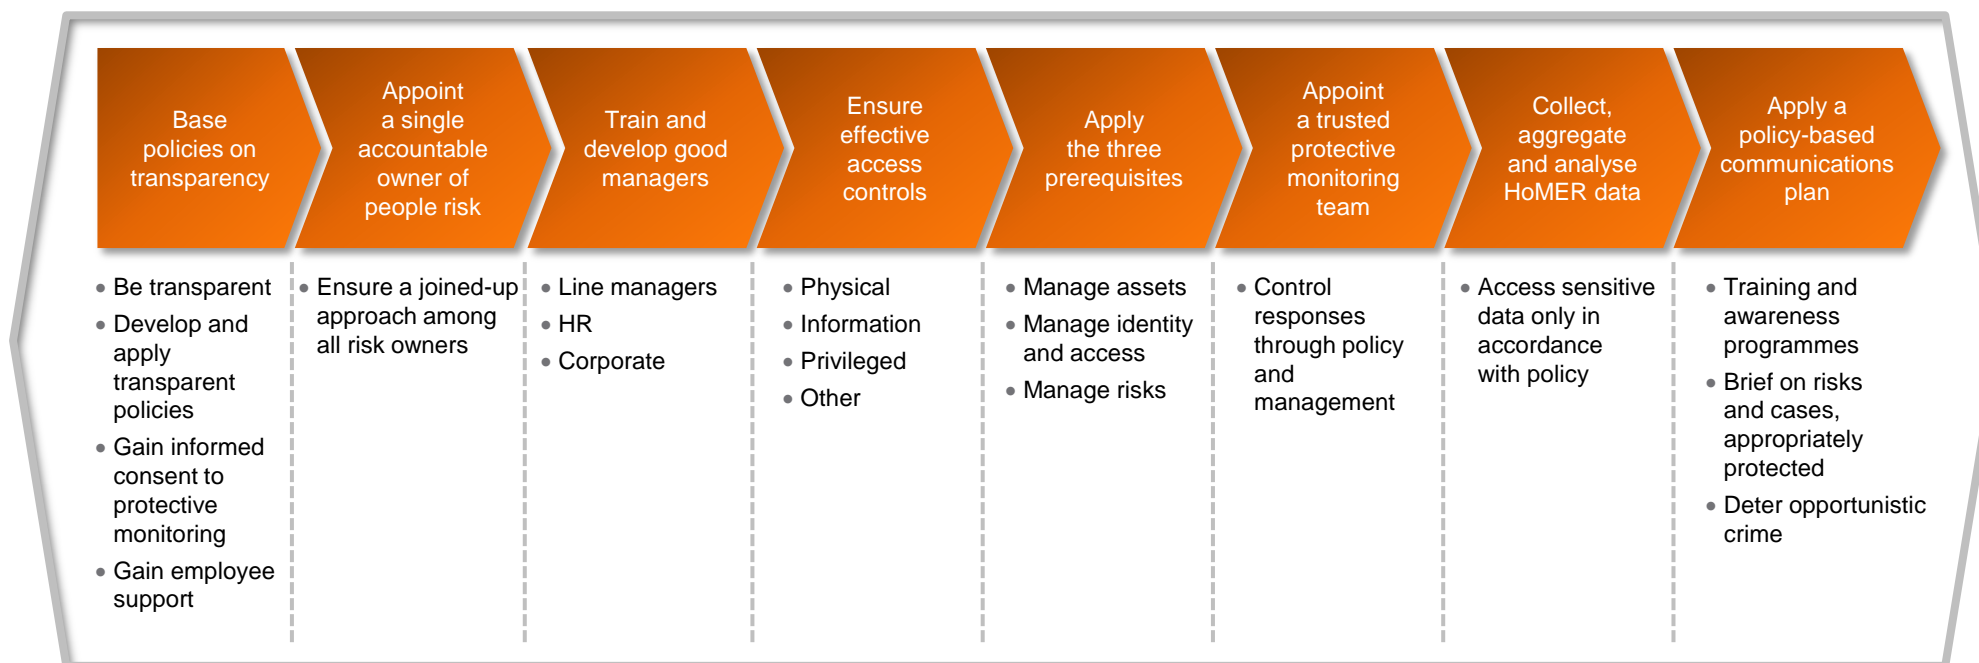 Base
policies on
transparency
Appoint
a single
accountable
owner of
people risk
Train and
develop good
managers
Ensure
effective
access
controls
Apply
the three
prerequisites
Appoint
a trusted
protective
monitoring
team
Collect,
aggregate
and analyse
HoMER data
Apply a
policy-based
communications
plan
• Be transparent
• Develop and
apply
transparent
policies
• Gain informed
consent to
protective
monitoring
• Gain employee
support
• Ensure a joined-up
approach among
all risk owners
• Line managers
• HR
• Corporate
• Physical
• Information
• Privileged
• Other
• Manage assets
• Manage identity
and access
• Manage risks
• Control
responses
through policy
and
management
• Access sensitive
data only in
accordance
with policy
• Training and
awareness
programmes
• Brief on risks
and cases,
appropriately
protected
• Deter opportunistic
crime